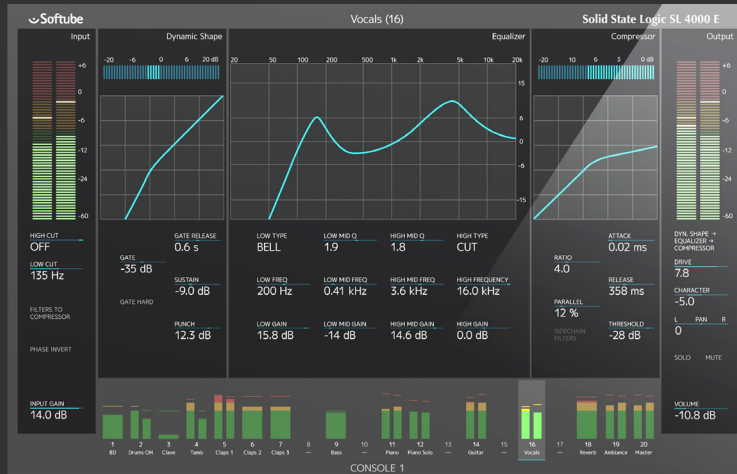 Softube
Vocals (16)
Solid State Logic SL 4000 E
Input
Dynamic Shape
Equalizer
Compressor
Output
+6
0
-6
-12
-24
-60
-20 -6 0 6 20 dB
20 50 100 200 500 1k 2k 5k 10k 20k
15
6
0
-6
-15
-20 10 6 3 0 dB
+6
0
-6
-12
-24
-60
HIGH CUT
OFF
LOW CUT
135 Hz
FILTERS TO
COMPRESSOR
PHASE INVERT
INPUT GAIN
14.0 dB
GATE
-35 dB
GATE HARD
GATE RELEASE
0.6 s
SUSTAIN
-9.0 dB
PUNCH
12.3 dB
LOW TYPE LOW MID Q HIGH MID Q HIGH TYPE
BELL 1.9 1.8 CUT
LOW FREQ LOW MID FREQ HIGH MID FREQ HIGH FREQUENCY
200 Hz 0.41 kHz 3.6 kHz 16.0 kHz
LOW GAIN LOW MID GAIN HIGH MID GAIN HIGH GAIN
15.8 dB -14 dB 14.6 dB 0.0 dB
RATIO
4.0
PARALLEL
12 %
SIDECHAIN
FILTERS
ATTACK
0.02 ms
RELEASE
358 ms
THRESHOLD
-28 dB
DYN. SHAPE →
EQUALIZER →
COMPRESSOR
DRIVE
7.8
CHARACTER
-5.0
L PAN R
0
SOLO MUTE
VOLUME
-10.8 dB
1 2 3 4 5 6 7 8 9 10 11 12 13 14 15 16 17 18 19 20
BD Drums OH Clave Tamb Claps 1 Claps 2 Claps 3 — Bass — Piano Piano Solo — Guitar — Vocals — Reverb Ambiance Master
CONSOLE 1